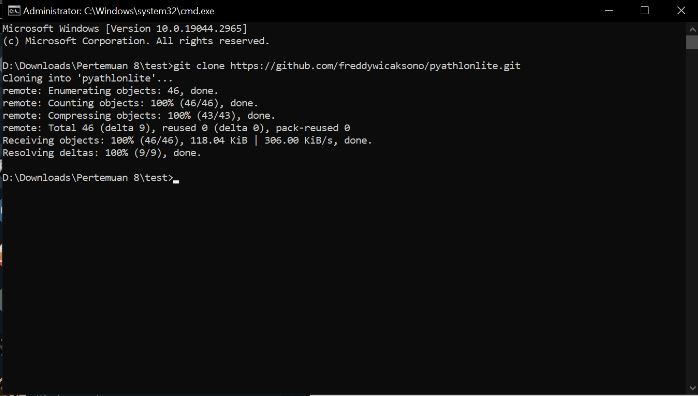 Administrator: C:\Windows\system32\cmd.exe
Microsoft Windows [Version 10.0.19044.2965]
(c) Microsoft Corporation. All rights reserved.
D:\Downloads\Pertemuan 8\test>git clone https://github.com/freddywicaksono/pyathlonlite.git
Cloning into 'pyathlonlite'...
remote: Enumerating objects: 46, done.
remote: Counting objects: 100% (46/46), done.
remote: Compressing objects: 100% (43/43), done.
remote: Total 46 (delta 9), reused 0 (delta 0), pack-reused 0
Receiving objects: 100% (46/46), 118.04 KiB | 306.00 KiB/s, done.
Resolving deltas: 100% (9/9), done.
D:\Downloads\Pertemuan 8\test>